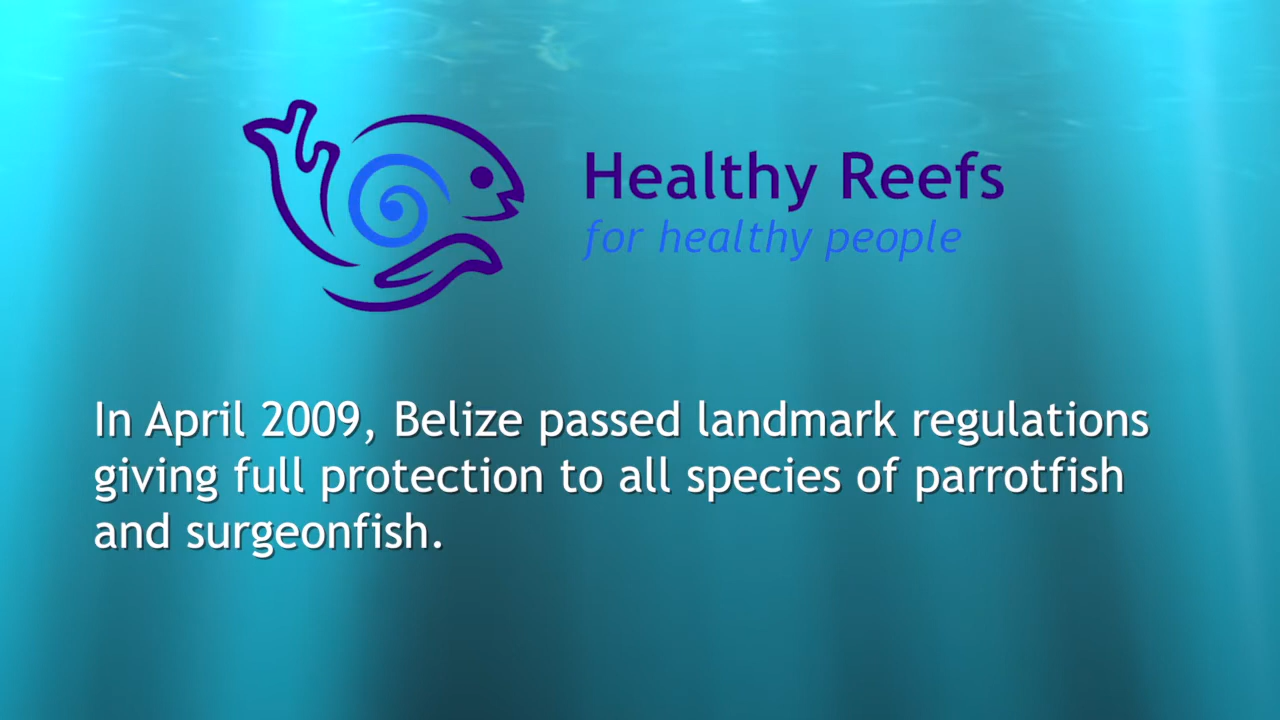 Healthy Reefs
for healthy people
In April 2009, Belize passed landmark regulations
giving full protection to all species of parrotfish
and surgeonfish.